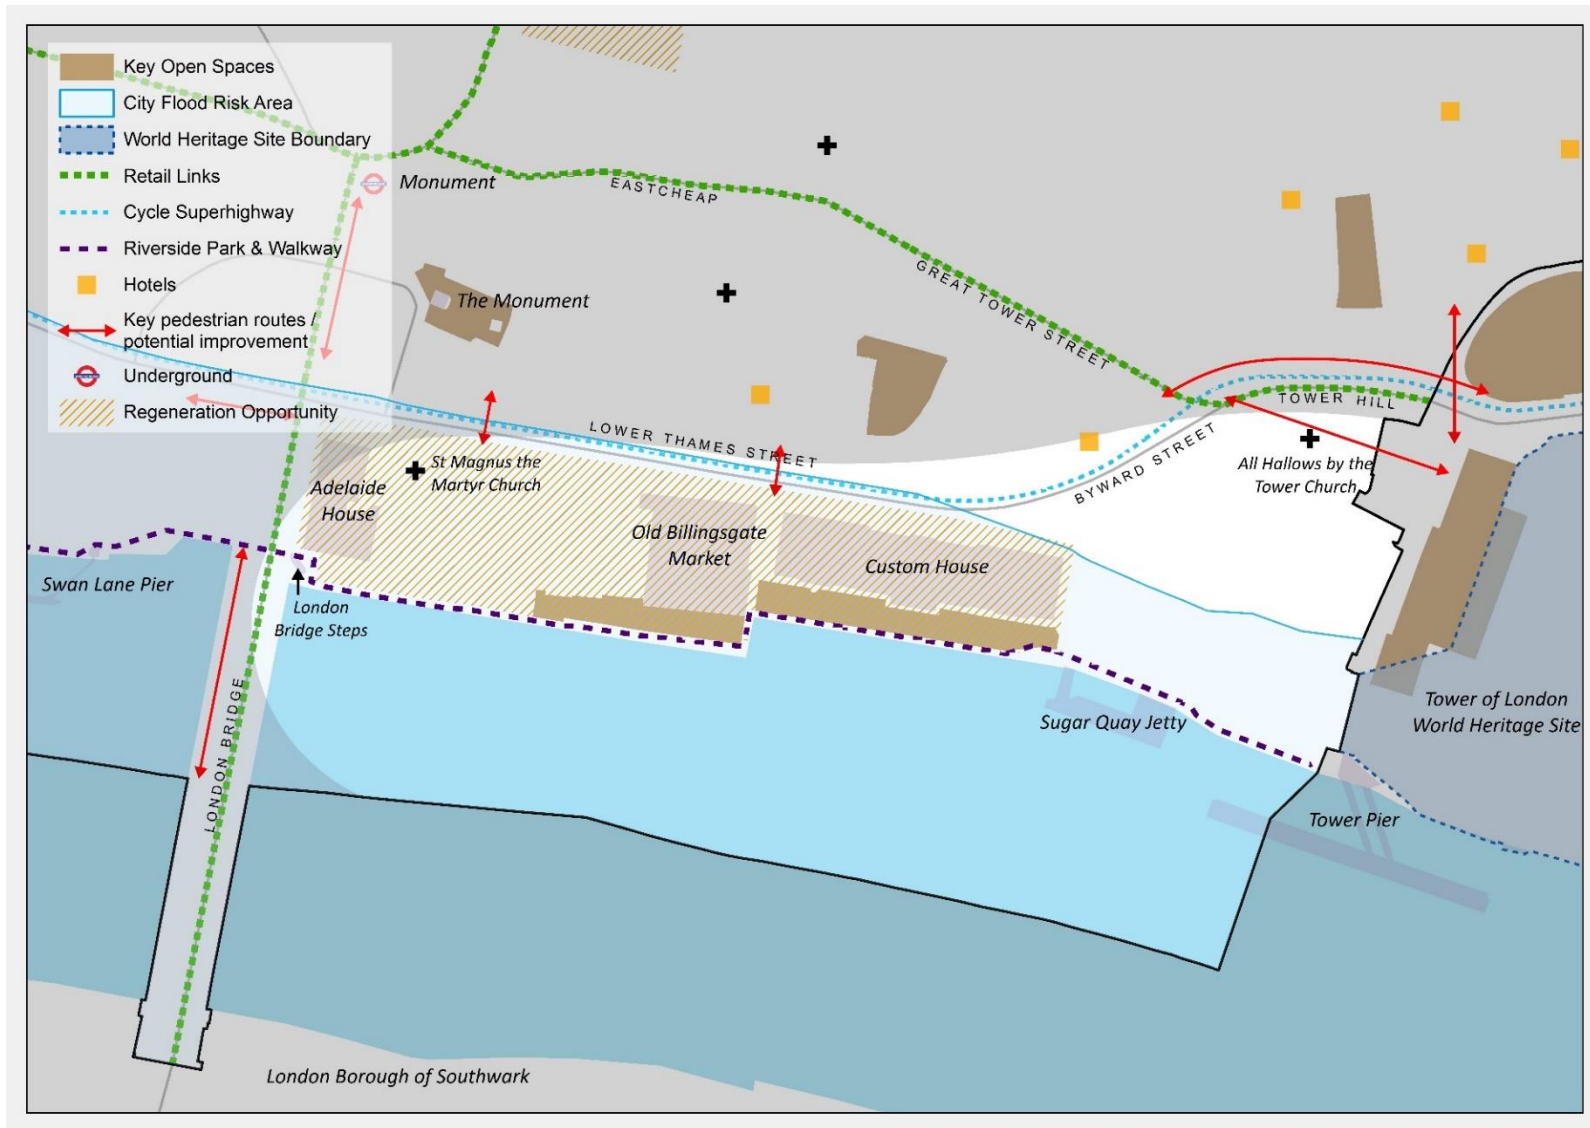 Key Open Spaces
City Flood Risk Area
World Heritage Site Boundary
Retail Links
Cycle Superhighway
Riverside Park & Walkway
Hotels
Key pedestrian routes /
potential improvement
Underground
Regeneration Opportunity
Monument
EASTCHEAP
The Monument
GREAT TOWER STREET
TOWER HILL
LOWER THAMES STREET
BYWARD STREET
St Magnus the
Martyr Church
All Hallows by the
Tower Church
Adelaide
House
Old Billingsgate
Market
Custom House
Swan Lane Pier
London
Bridge Steps
LONDON BRIDGE
Sugar Quay Jetty
Tower of London
World Heritage Site
Tower Pier
London Borough of Southwark